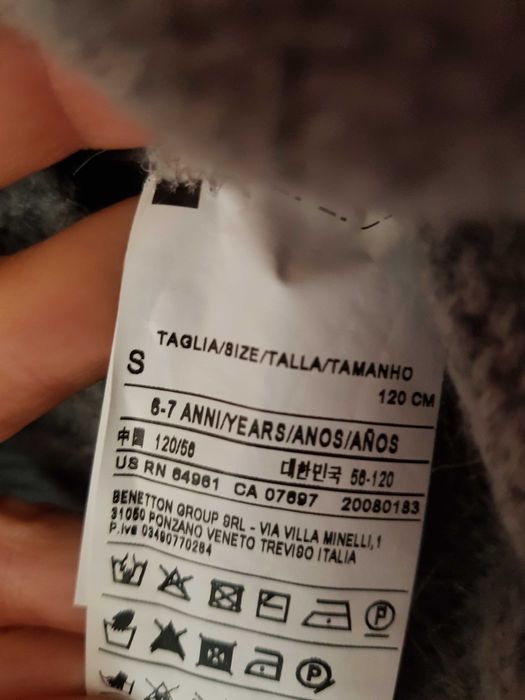 TAGLIA/SIZE/TALLA/TAMANHO
S
120 CM
6-7 ANNI/YEARS/ANOS/AÑOS
中国 120/56 대한민국 56-120
US RN 64961 CA 07697 20080183
BENETTON GROUP SRL - VIA VILLA MINELLI,1
31050 PONZANO VENETO TREVISO ITALIA
P.iva 03490770264
P
P